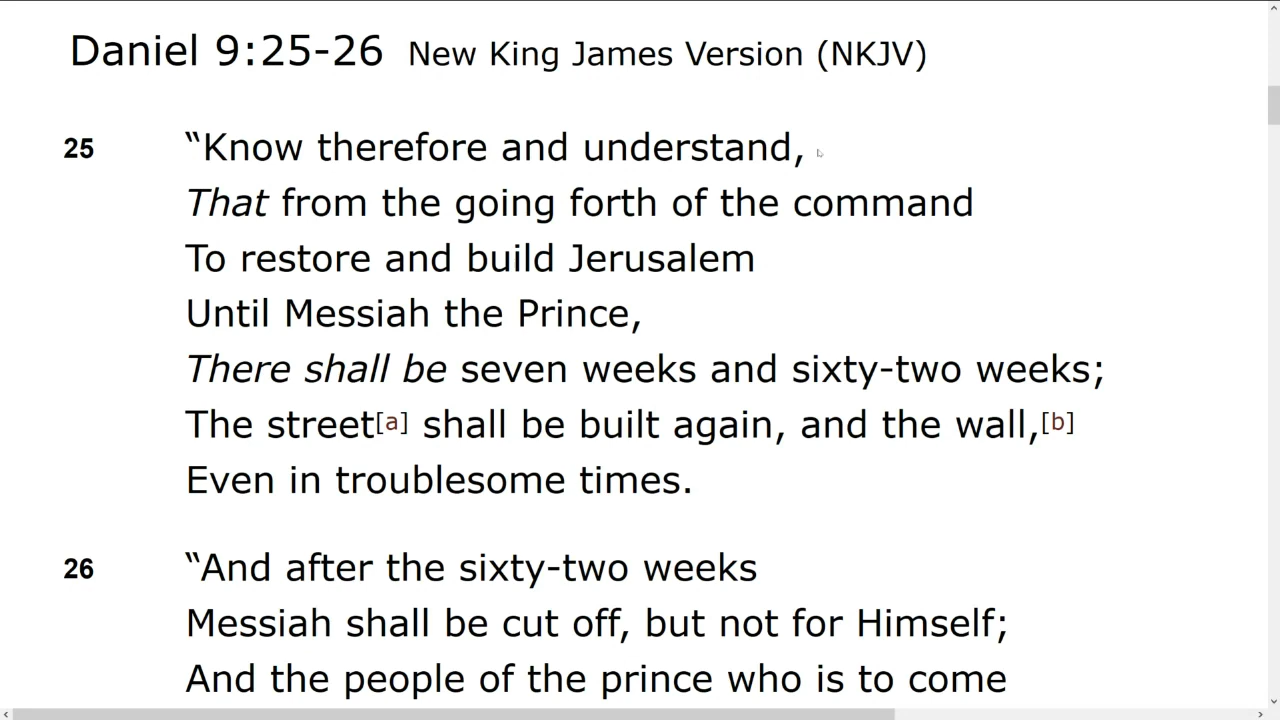 Daniel 9:25-26 New King James Version (NKJV)
25 “Know therefore and understand,
That from the going forth of the command
To restore and build Jerusalem
Until Messiah the Prince,
There shall be seven weeks and sixty-two weeks;
The street[a] shall be built again, and the wall,[b]
Even in troublesome times.
26 “And after the sixty-two weeks
Messiah shall be cut off, but not for Himself;
And the people of the prince who is to come